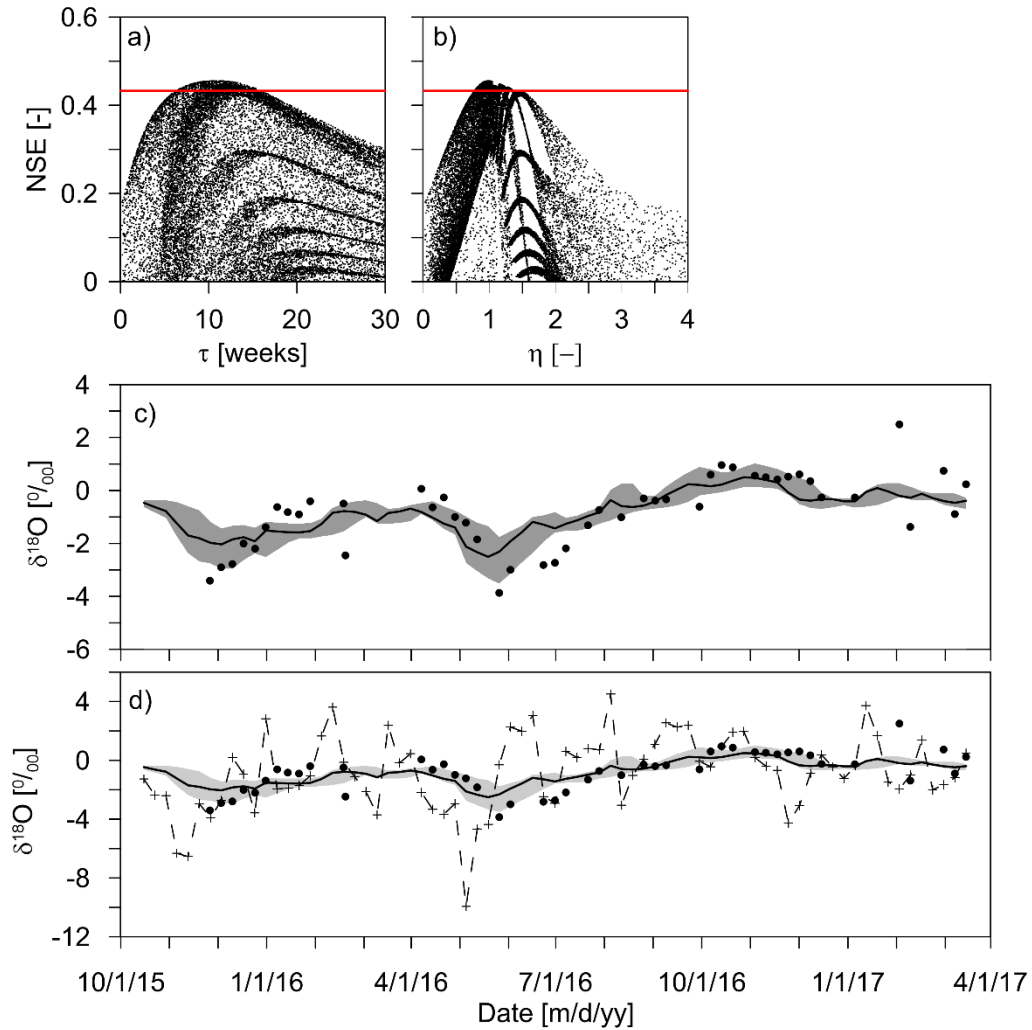 a)
b)
0.6
0.4
0.2
0
NSE [-]
0 10 20 30
τ [weeks]
0 1 2 3 4
η [–]
c)
4
2
0
-2
-4
-6
δ18O [0/00]
d)
4
0
-4
-8
-12
δ18O [0/00]
10/1/15 1/1/16 4/1/16 7/1/16 10/1/16 1/1/17 4/1/17
Date [m/d/yy]